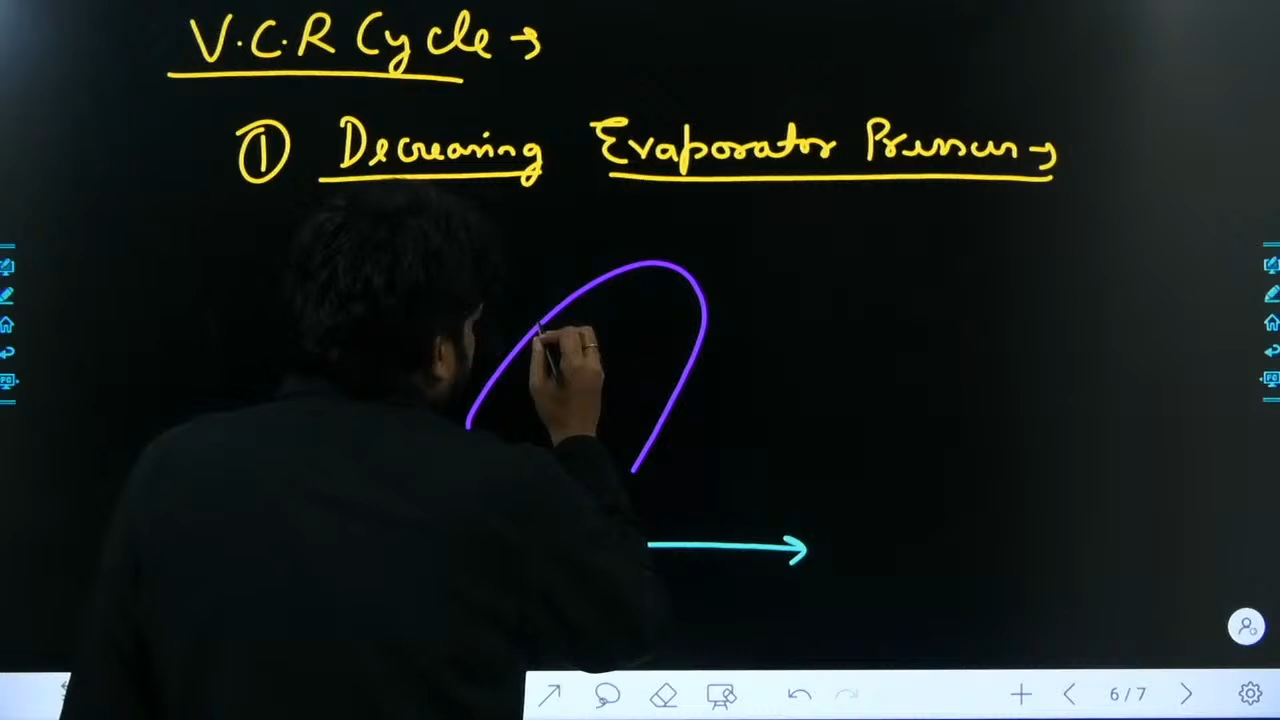 V.C.R Cycle →
① Decreasing Evaporator Pressure →
6 / 7